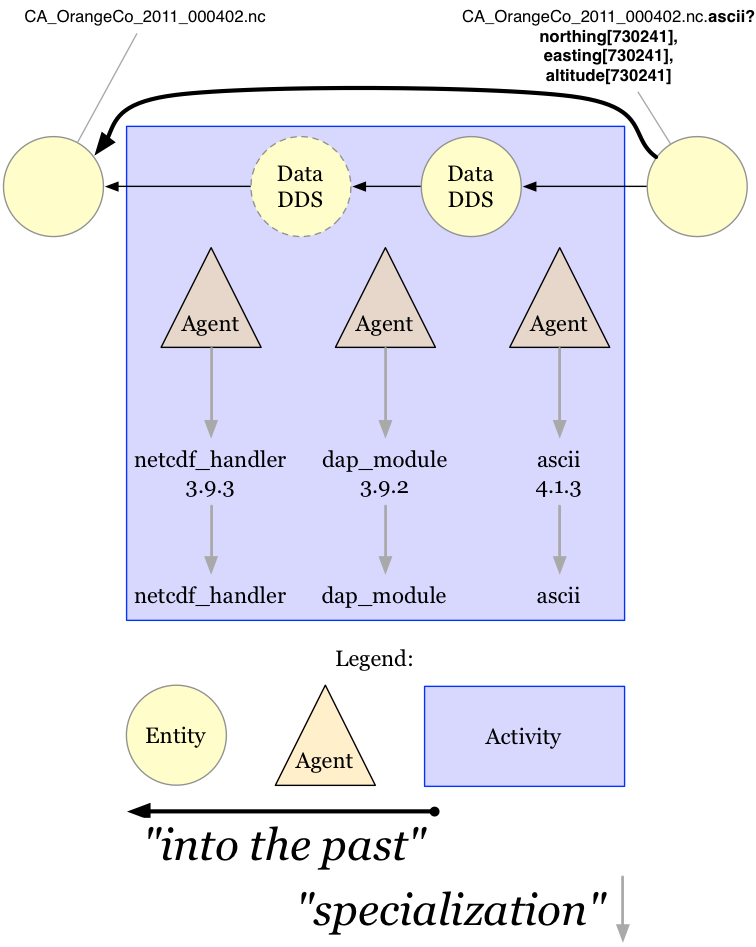 CA_OrangeCo_2011_000402.nc
CA_OrangeCo_2011_000402.nc.ascii?
northing[730241],
easting[730241],
altitude[730241]
Data
DDS
Data
DDS
Agent
Agent
Agent
netcdf_handler
3.9.3
dap_module
3.9.2
ascii
4.1.3
netcdf_handler
dap_module
ascii
Legend:
Entity
Agent
Activity
"into the past"
"specialization"